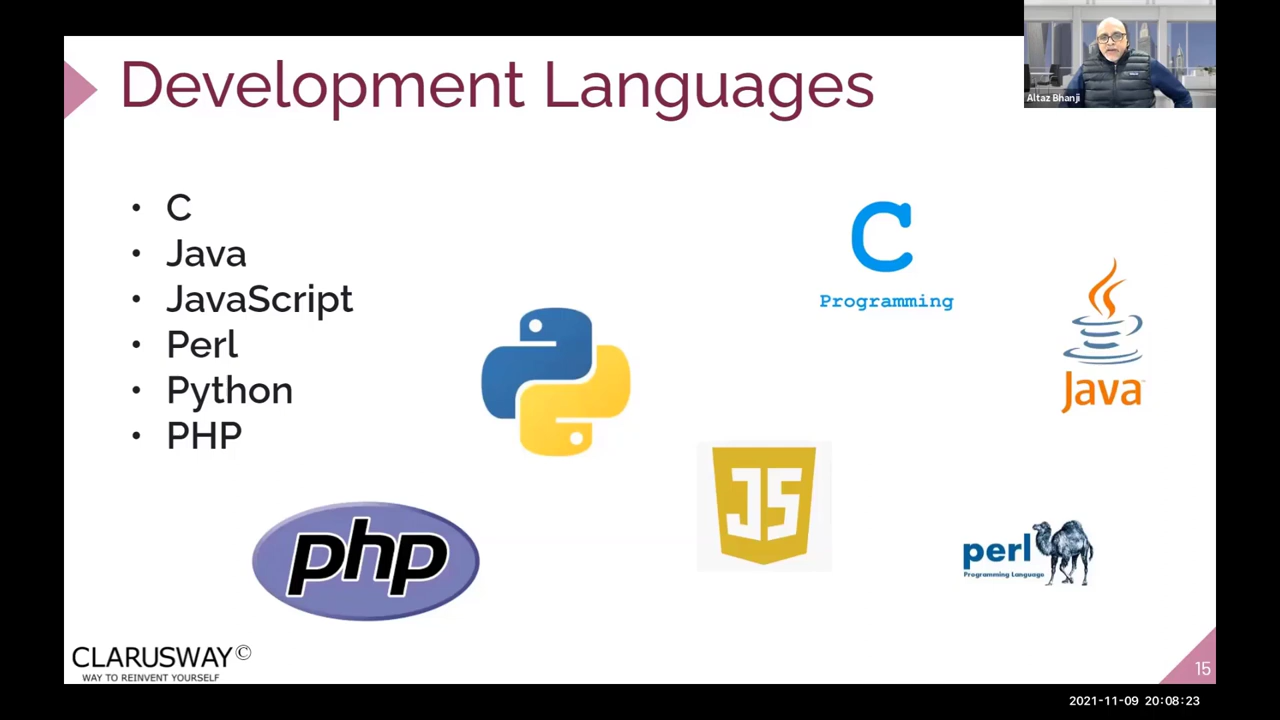 Development Languages
Altaz Bhanji
• C
• Java
• JavaScript
• Perl
• Python
• PHP
C
Programming
Java
JS
php
perl
Programming Language
CLARUSWAY©
WAY TO REINVENT YOURSELF
15
2021-11-09 20:08:23